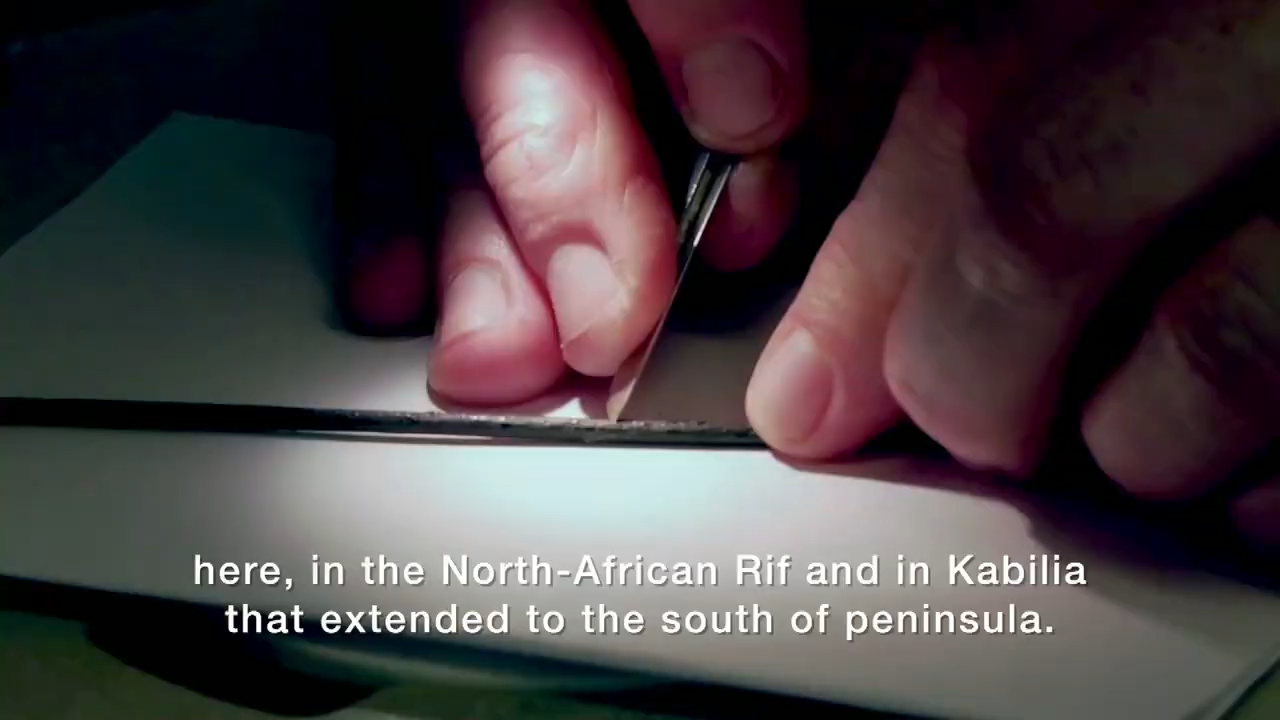 here, in the North-African Rif and in Kabilia
that extended to the south of peninsula.